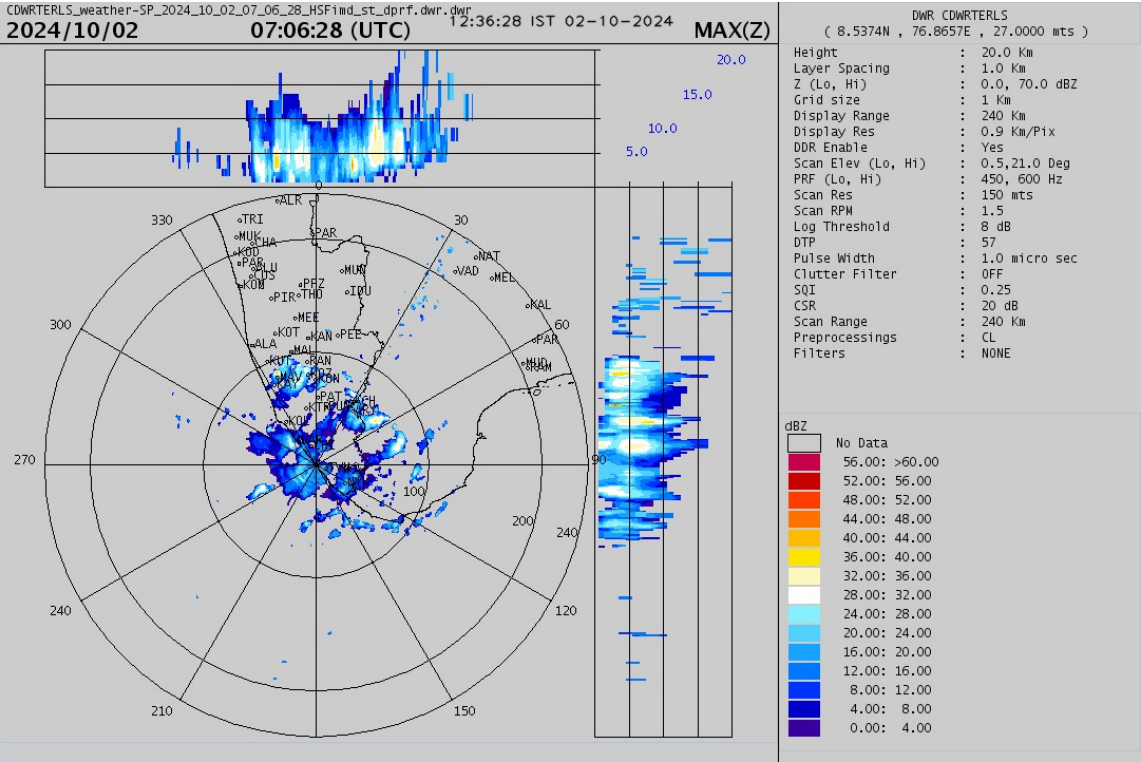 CDWRTERLS_weather-SP_2024_10_02_07_06_28_HSFimd_st_dprf.dwr.dwr
12:36:28 IST 02-10-2024
2024/10/02 07:06:28 (UTC) MAX(Z)
20.0
15.0
10.0
5.0
0
330
30
300
60
270
90
240
120
210
150
100
200
240
ALR
TRI
PAR
MUK
CHA
KOD
NAT
PAR
MUN
VAD
MEL
KON
PFZ
PIR
THO
IDU
KAL
MEE
KOT
KAN
PEE
PAR
ALA
MAL
RAN
RAM
KON
PAT
DWR CDWRTERLS
( 8.5374N , 76.8657E , 27.0000 mts )
Height : 20.0 Km
Layer Spacing : 1.0 Km
Z (Lo, Hi) : 0.0, 70.0 dBZ
Grid size : 1 Km
Display Range : 240 Km
Display Res : 0.9 Km/Pix
DDR Enable : Yes
Scan Elev (Lo, Hi) : 0.5,21.0 Deg
PRF (Lo, Hi) : 450, 600 Hz
Scan Res : 150 mts
Scan RPM : 1.5
Log Threshold : 8 dB
DTP : 57
Pulse Width : 1.0 micro sec
Clutter Filter : OFF
SQI : 0.25
CSR : 20 dB
Scan Range : 240 Km
Preprocessings : CL
Filters : NONE
dBZ
No Data
56.00: >60.00
52.00: 56.00
48.00: 52.00
44.00: 48.00
40.00: 44.00
36.00: 40.00
32.00: 36.00
28.00: 32.00
24.00: 28.00
20.00: 24.00
16.00: 20.00
12.00: 16.00
8.00: 12.00
4.00: 8.00
0.00: 4.00